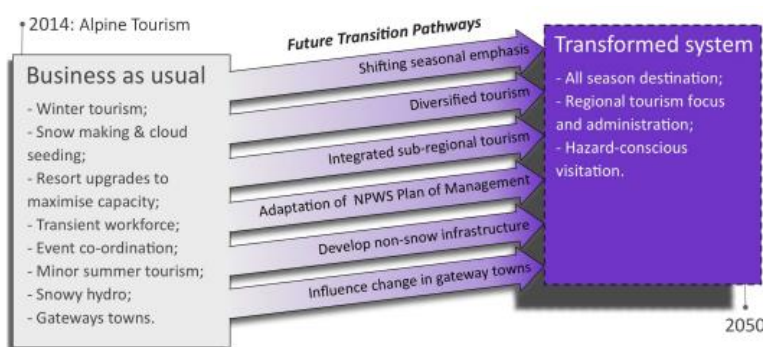 2014: Alpine Tourism
Future Transition Pathways
Business as usual
- Winter tourism;
- Snow making & cloud
seeding;
- Resort upgrades to
maximise capacity;
- Transient workforce;
- Event co-ordination;
- Minor summer tourism;
- Snowy hydro;
- Gateways towns.
Shifting seasonal emphasis
Diversified tourism
Integrated sub-regional tourism
Adaptation of NPWS Plan of Management
Develop non-snow infrastructure
Influence change in gateway towns
Transformed system
- All season destination;
- Regional tourism focus
and administration;
- Hazard-conscious
visitation.
2050